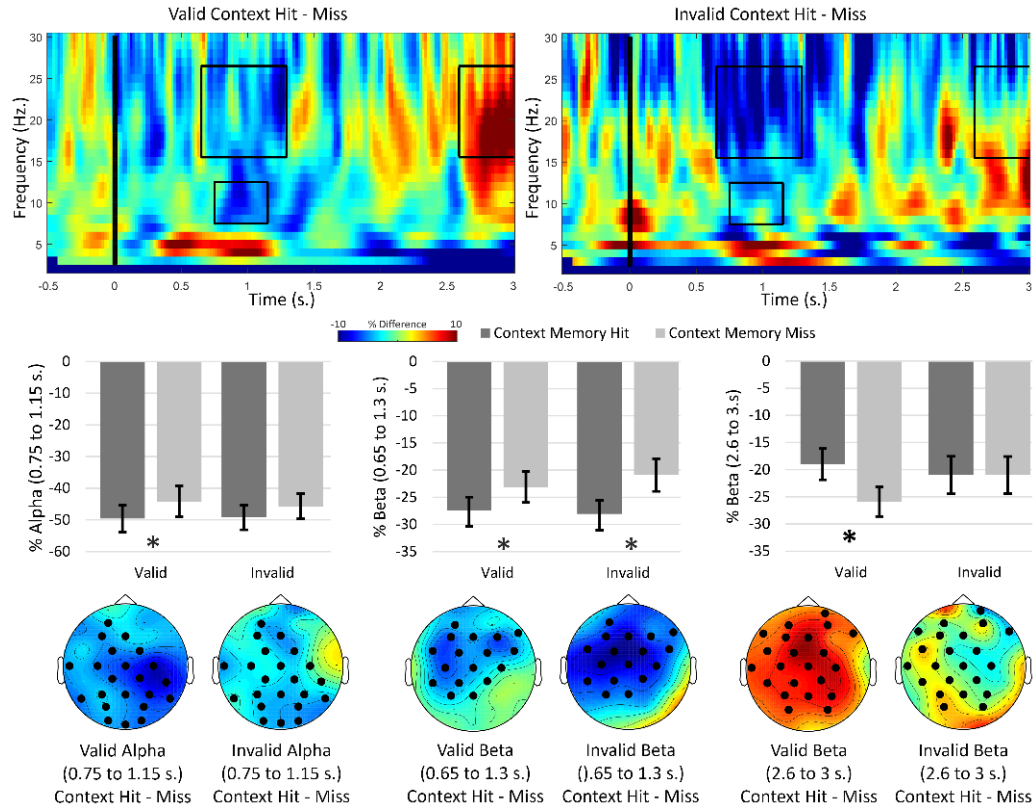 Valid Context Hit - Miss
Invalid Context Hit - Miss
Frequency (Hz.)
30
25
20
15
10
5
-0.5 0 0.5 1 1.5 2 2.5 3
Time (s.)
Frequency (Hz.)
30
25
20
15
10
5
-0.5 0 0.5 1 1.5 2 2.5 3
Time (s.)
-10 % Difference 10
Context Memory Hit Context Memory Miss
% Alpha (0.75 to 1.15 s.)
0
-10
-20
-30
-40
-50
-60
*
Valid Invalid
% Beta (0.65 to 1.3 s.)
0
-5
-10
-15
-20
-25
-30
-35
* *
Valid Invalid
% Beta (2.6 to 3.s)
0
-5
-10
-15
-20
-25
-30
-35
*
Valid Invalid
Valid Alpha
(0.75 to 1.15 s.)
Context Hit - Miss
Invalid Alpha
(0.75 to 1.15 s.)
Context Hit - Miss
Valid Beta
(0.65 to 1.3 s.)
Context Hit - Miss
Invalid Beta
().65 to 1.3 s.)
Context Hit - Miss
Valid Beta
(2.6 to 3 s.)
Context Hit - Miss
Invalid Beta
(2.6 to 3 s.)
Context Hit - Miss